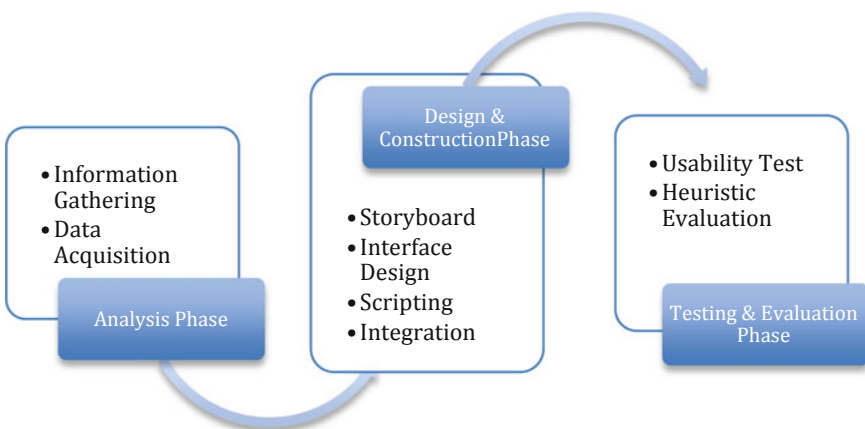 • Information
Gathering
• Data
Acquisition
Analysis Phase
Design &
ConstructionPhase
• Storyboard
• Interface
Design
• Scripting
• Integration
• Usability Test
• Heuristic
Evaluation
Testing & Evaluation
Phase